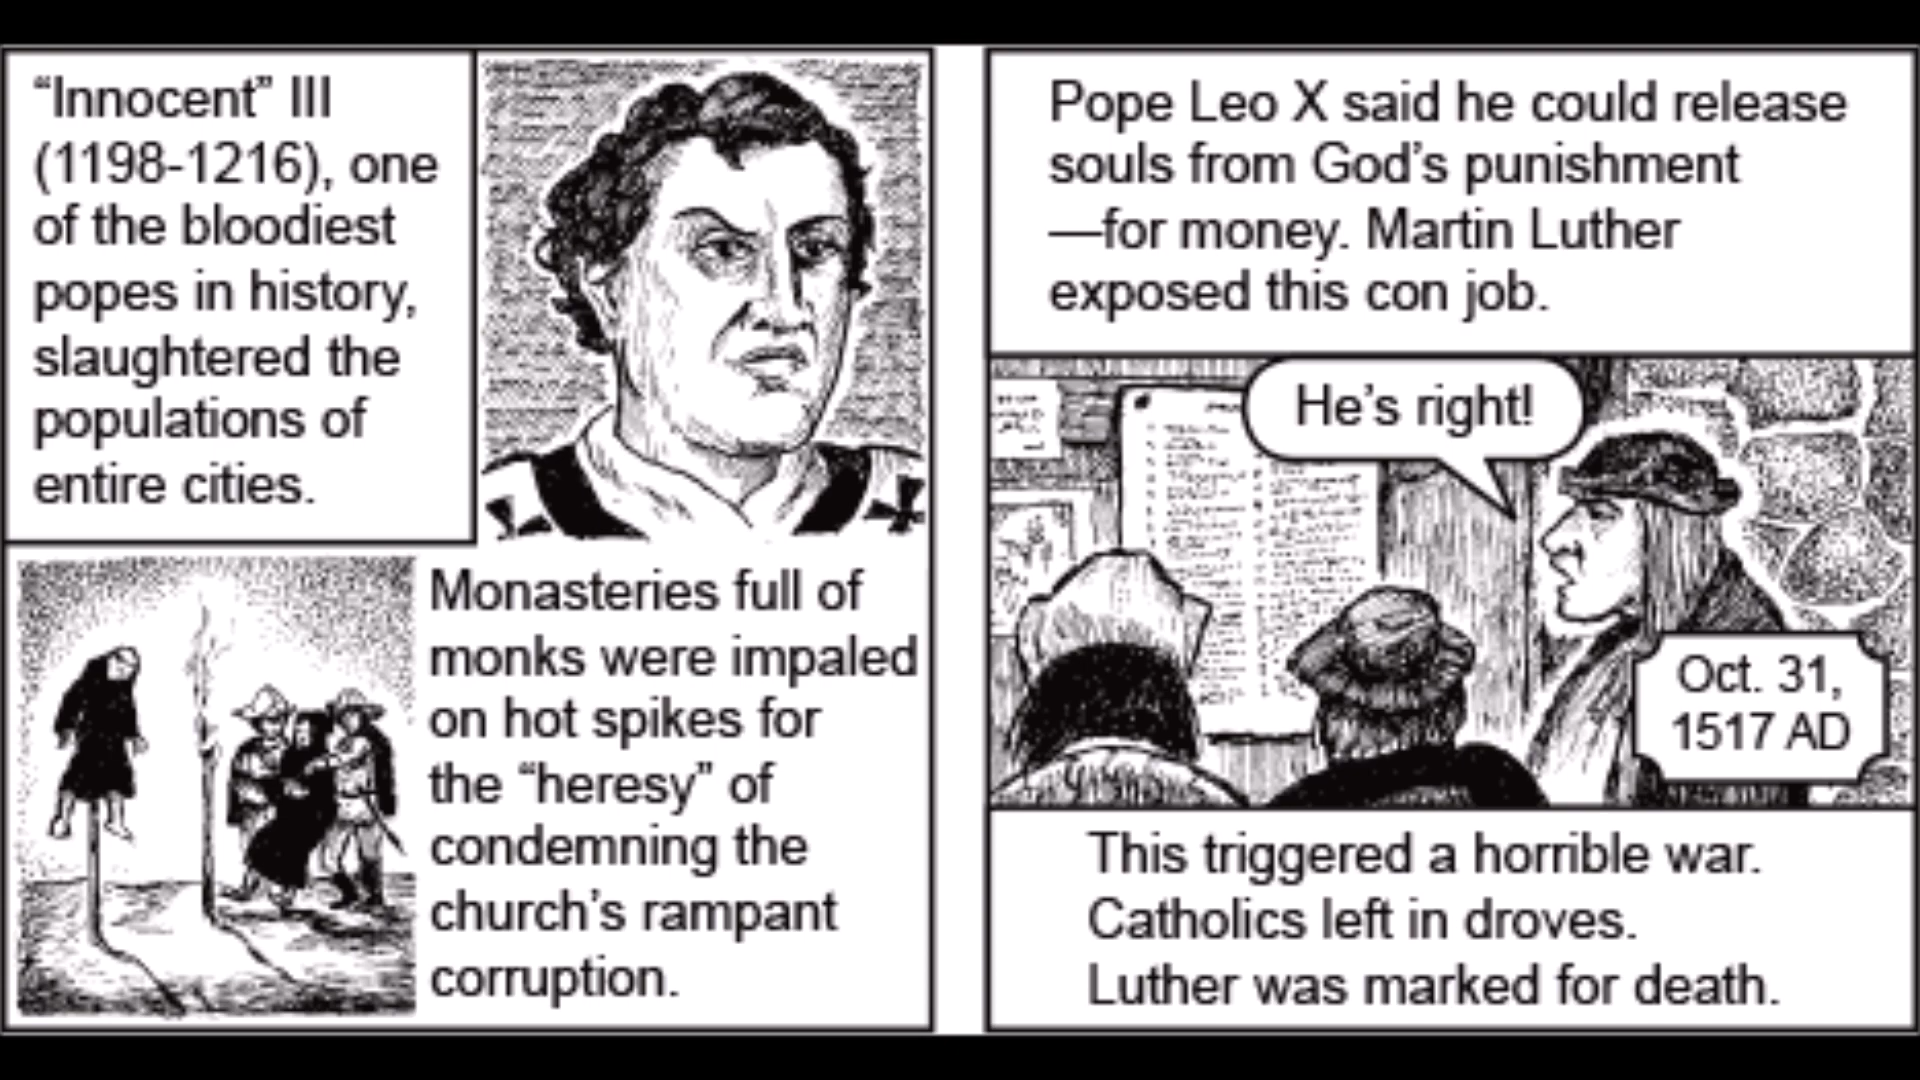 “Innocent” III
(1198-1216), one
of the bloodiest
popes in history,
slaughtered the
populations of
entire cities.
Monasteries full of
monks were impaled
on hot spikes for
the “heresy” of
condemning the
church’s rampant
corruption.
Pope Leo X said he could release
souls from God’s punishment
—for money. Martin Luther
exposed this con job.
He’s right!
Oct. 31,
1517 AD
This triggered a horrible war.
Catholics left in droves.
Luther was marked for death.